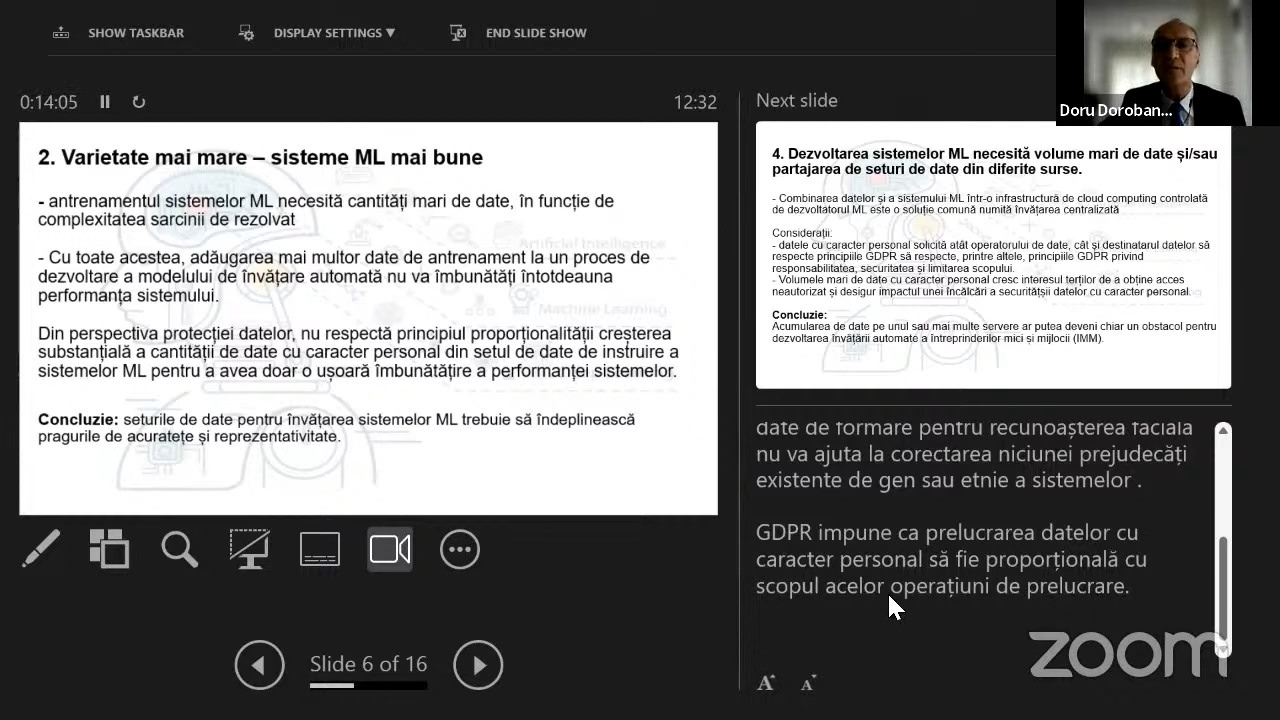 SHOW TASKBAR
DISPLAY SETTINGS ▼
END SLIDE SHOW
Doru Doroban...
0:14:05
12:32
2. Varietate mai mare – sisteme ML mai bune
- antrenamentul sistemelor ML necesită cantități mari de date, în funcție de
complexitatea sarcinii de rezolvat
- Cu toate acestea, adăugarea mai multor date de antrenament la un proces de
dezvoltare a modelului de învățare automată nu va îmbunătăți întotdeauna
performanța sistemului.
Din perspectiva protecției datelor, nu respectă principiul proporționalității creșterea
substanțială a cantității de date cu caracter personal din setul de date de instruire a
sistemelor ML pentru a avea doar o ușoară îmbunătățire a performanței sistemelor.
Concluzie: seturile de date pentru învățarea sistemelor ML trebuie să îndeplinească
pragurile de acuratețe și reprezentativitate.
Artificial Intelligence
Machine Learning
Slide 6 of 16
Next slide
4. Dezvoltarea sistemelor ML necesită volume mari de date și/sau
partajarea de seturi de date din diferite surse.
- Combinarea datelor și a sistemului ML într-o infrastructură de cloud computing controlată
de dezvoltatorul ML este o soluție comună numită învățarea centralizată
Considerații:
- datele cu caracter personal solicită atât operatorului de date, cât și destinatarul datelor să
respecte principiile GDPR să respecte, printre altele, principiile GDPR privind
responsabilitatea, securitatea și limitarea scopului.
- Volumele mari de date cu caracter personal cresc interesul terților de a obține acces
neautorizat și desigur impactul unei încălcări a securitățșii datelor cu caracter personal.
Concluzie:
Acumularea de date pe unul sau mai multe servere ar putea deveni chiar un obstacol pentru
dezvoltarea învățării automate a întreprinderilor mici și mijlocii (IMM).
date de formare pentru recunoașterea facială
nu va ajuta la corectarea niciunei prejudecăți
existente de gen sau etnie a sistemelor .
GDPR impune ca prelucrarea datelor cu
caracter personal să fie proporțională cu
scopul acelor operațiuni de prelucrare.
A A
zoom